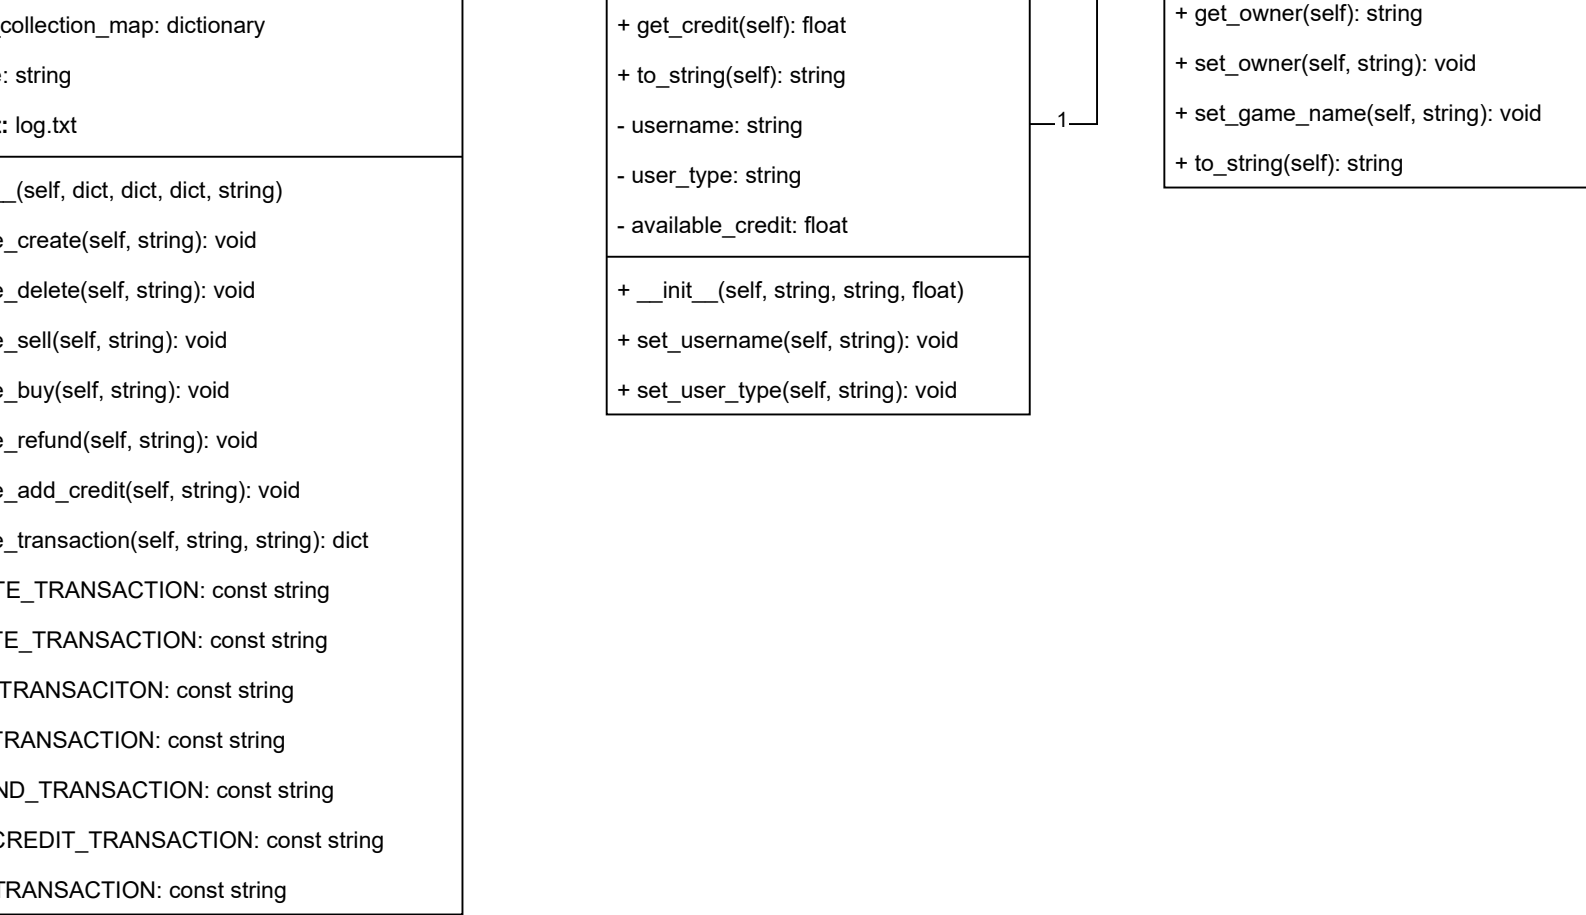 collection_map: dictionary
: string
: log.txt
__(self, dict, dict, dict, string)
e_create(self, string): void
e_delete(self, string): void
e_sell(self, string): void
e_buy(self, string): void
e_refund(self, string): void
e_add_credit(self, string): void
e_transaction(self, string, string): dict
TE_TRANSACTION: const string
TE_TRANSACTION: const string
TRANSACITON: const string
TRANSACTION: const string
ND_TRANSACTION: const string
CREDIT_TRANSACTION: const string
TRANSACTION: const string
+ get_credit(self): float
+ to_string(self): string
- username: string
- user_type: string
- available_credit: float
+ __init__(self, string, string, float)
+ set_username(self, string): void
+ set_user_type(self, string): void
1
+ get_owner(self): string
+ set_owner(self, string): void
+ set_game_name(self, string): void
+ to_string(self): string